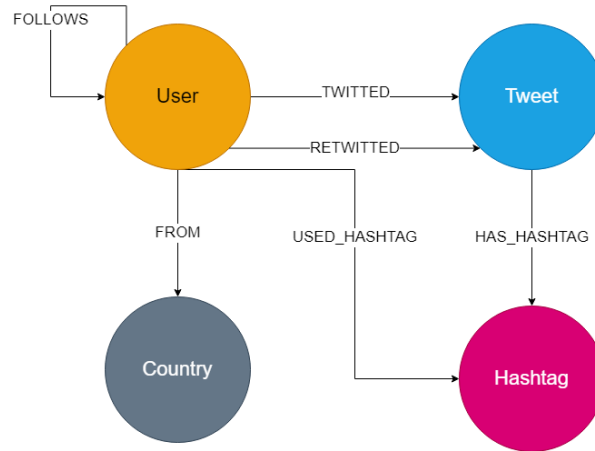 FOLLOWS
User
TWITTED
Tweet
RETWITTED
FROM
USED_HASHTAG
HAS_HASHTAG
Country
Hashtag